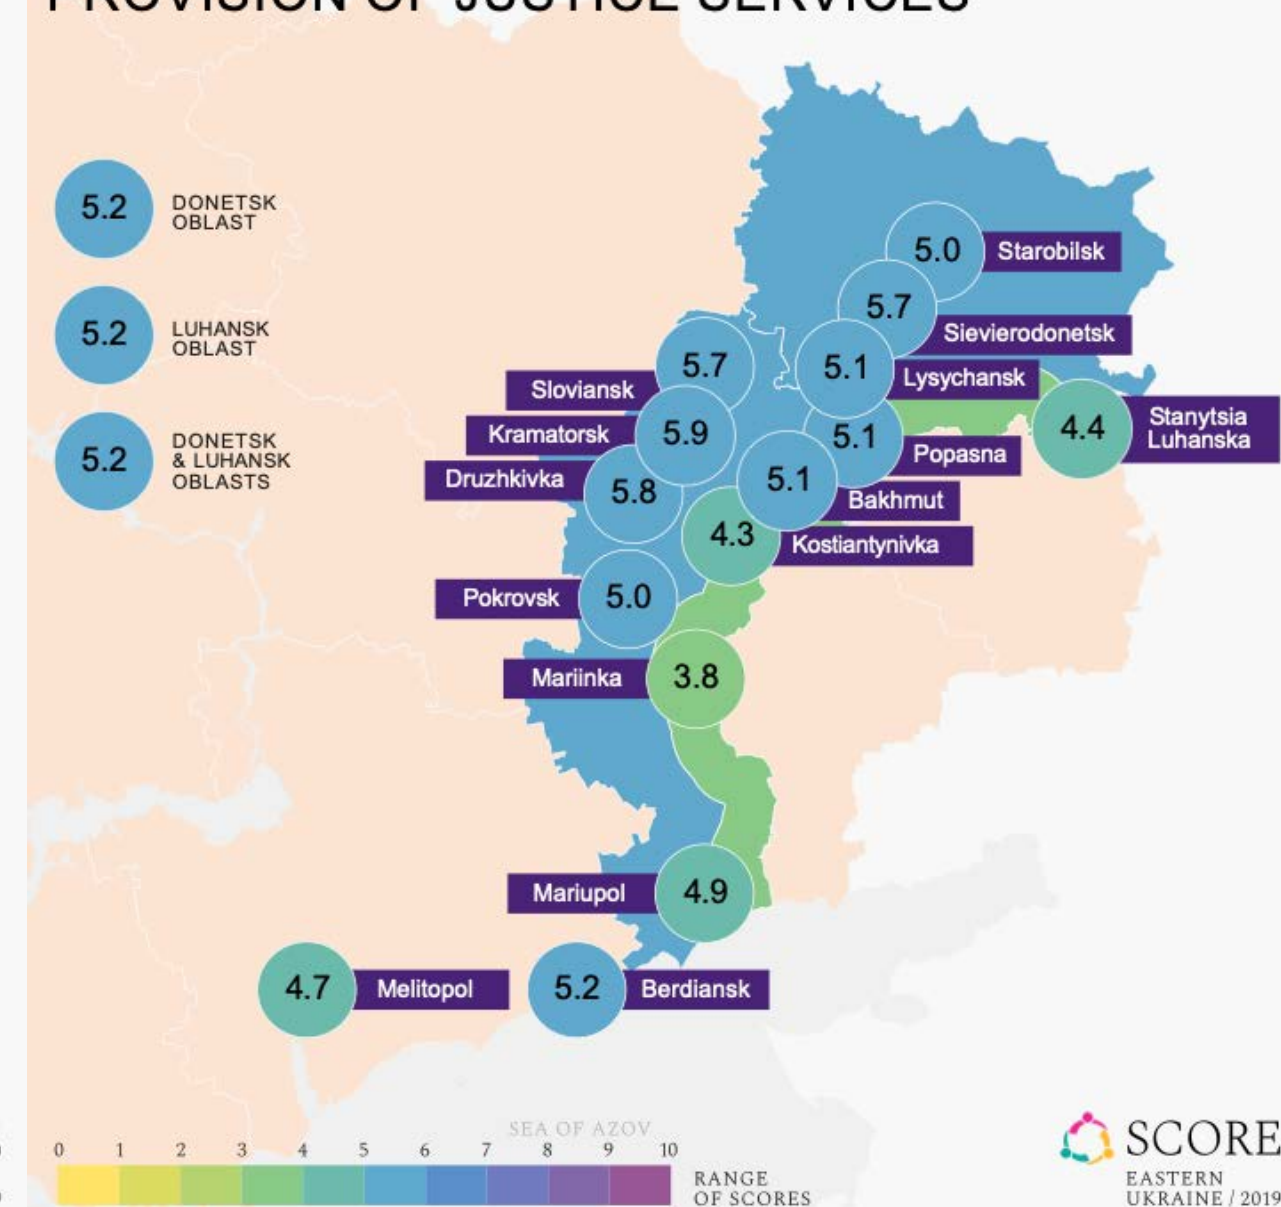 PROVISION OF JUSTICE SERVICES
5.2
DONETSK
OBLAST
5.2
LUHANSK
OBLAST
5.2
DONETSK
& LUHANSK
OBLASTS
5.0
Starobilsk
5.7
Sievierodonetsk
5.7
Sloviansk
5.1
Lysychansk
4.4
Stanytsia
Luhanska
Kramatorsk
5.9
5.1
Popasna
Druzhkivka
5.8
5.1
Bakhmut
4.3
Kostiantynivka
Pokrovsk
5.0
Mariinka
3.8
Mariupol
4.9
4.7
Melitopol
5.2
Berdiansk
SEA OF AZOV
0 1 2 3 4 5 6 7 8 9 10
RANGE
OF SCORES
SCORE
EASTERN
UKRAINE / 2019